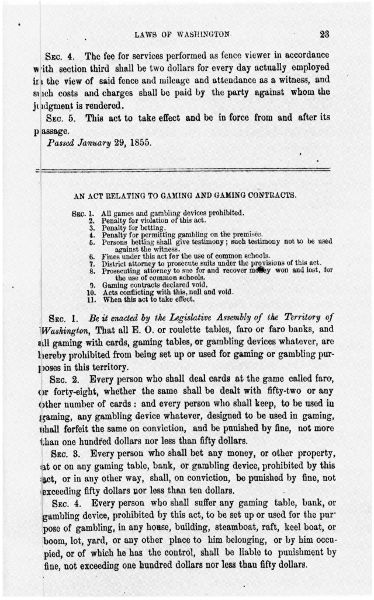 LAWS OF WASHINGTON 23
SEC. 4. The fee for services performed as fence viewer in accordance
with section third shall be two dollars for every day actually employed
in the view of said fence and mileage and attendance as a witness, and
such costs and charges shall be paid by the party against whom the
judgment is rendered.
SEC. 5. This act to take effect and be in force from and after its
passage.
Passed January 29, 1855.
AN ACT RELATING TO GAMING AND GAMING CONTRACTS.
SEC. 1. All games and gambling devices prohibited.
2. Penalty for violation of this act.
3. Penalty for betting.
4. Penalty for permitting gambling on the premises.
5. Persons betting shall give testimony; such testimony not to be used
against the witness.
6. Fines under this act for the use of common schools.
7. District attorney to prosecute suits under the provisions of this act.
8. Prosecuting attorney to sue for and recover money won and lost, for
the use of common schools.
9. Gaming contracts declared void.
10. Acts conflicting with this, null and void.
11. When this act to take effect.
SEC. 1. Be it enacted by the Legislative Assembly of the Territory of
Washington, That all E. O. or roulette tables, faro or faro banks, and
all gaming with cards, gaming tables, or gambling devices whatever, are
hereby prohibited from being set up or used for gaming or gambling pur-
poses in this territory.
SEC. 2. Every person who shall deal cards at the game called faro,
or forty-eight, whether the same shall be dealt with fifty-two or any
other number of cards: and every person who shall keep, to be used in
gaming, any gambling device whatever, designed to be used in gaming,
shall forfeit the same on conviction, and be punished by fine, not more
than one hundred dollars nor less than fifty dollars.
SEC. 3. Every person who shall bet any money, or other property,
at or on any gaming table, bank, or gambling device, prohibited by this
act, or in any other way, shall, on conviction, be punished by fine, not
exceeding fifty dollars nor less than ten dollars.
SEC. 4. Every person who shall suffer any gaming table, bank, or
gambling device, prohibited by this act, to be set up or used for the pur-
pose of gambling, in any house, building, steamboat, raft, keel boat, or
boom, lot, yard, or any other place to him belonging, or by him occu-
pied, or of which he has the control, shall be liable to punishment by
fine, not exceeding one hundred dollars nor less than fifty dollars.